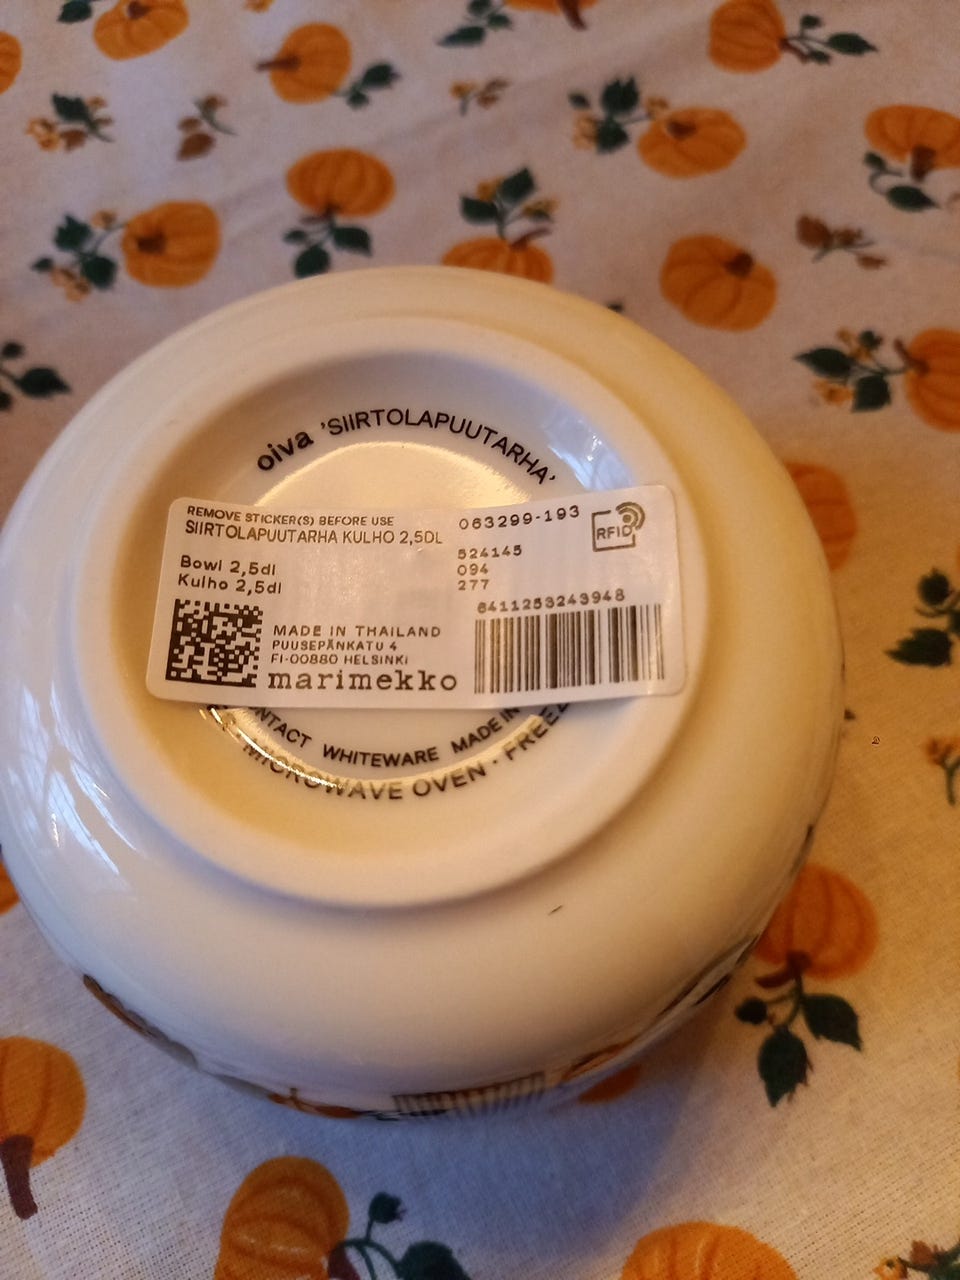 oiva 'SIIRTOLAPUUTARHA'
REMOVE STICKER(S) BEFORE USE
SIIRTOLAPUUTARHA KULHO 2,5DL
Bowl 2,5dl
Kulho 2,5dl
063299-193
524145
094
277
RFID
6411253243948
MADE IN THAILAND
PUUSEPÄNKATU 4
FI-00880 HELSINKI
marimekko
WHITEWARE MADE IN
· MICROWAVE OVEN ·